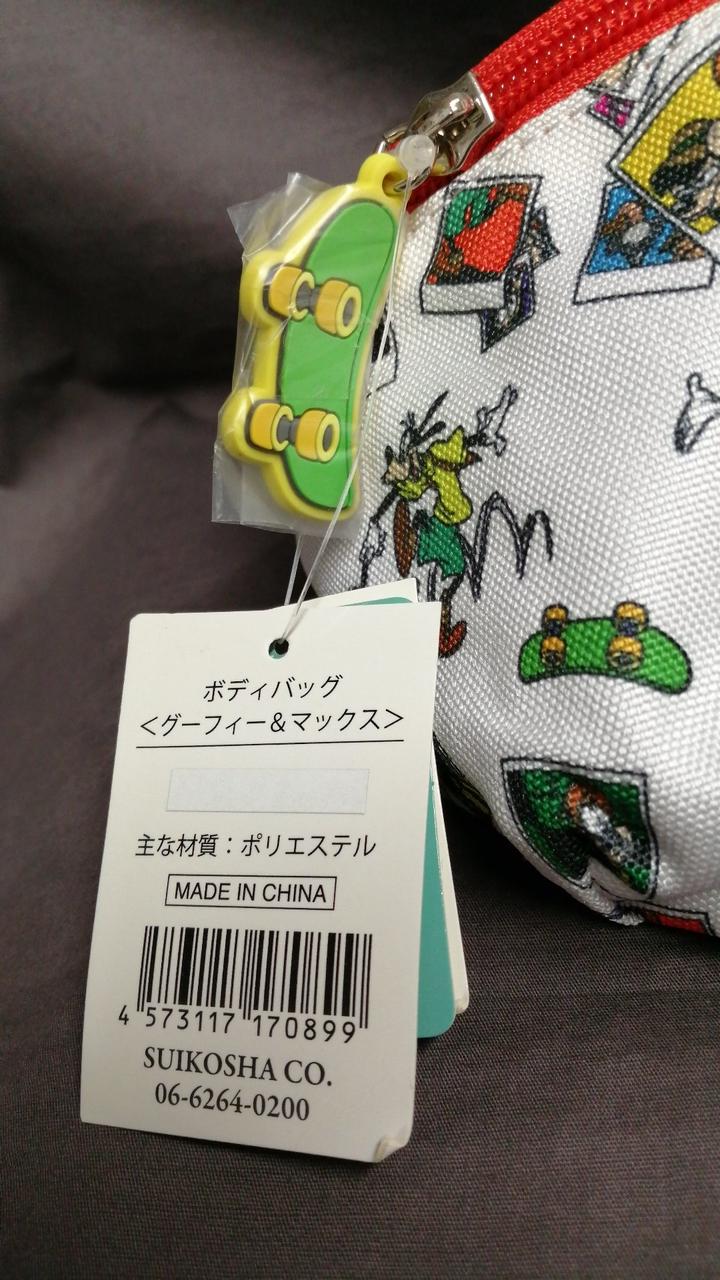 ボディバッグ
<グーフィー&マックス>
主な材質：ポリエステル
MADE IN CHINA
4 573117 170899
SUIKOSHA CO.
06-6264-0200